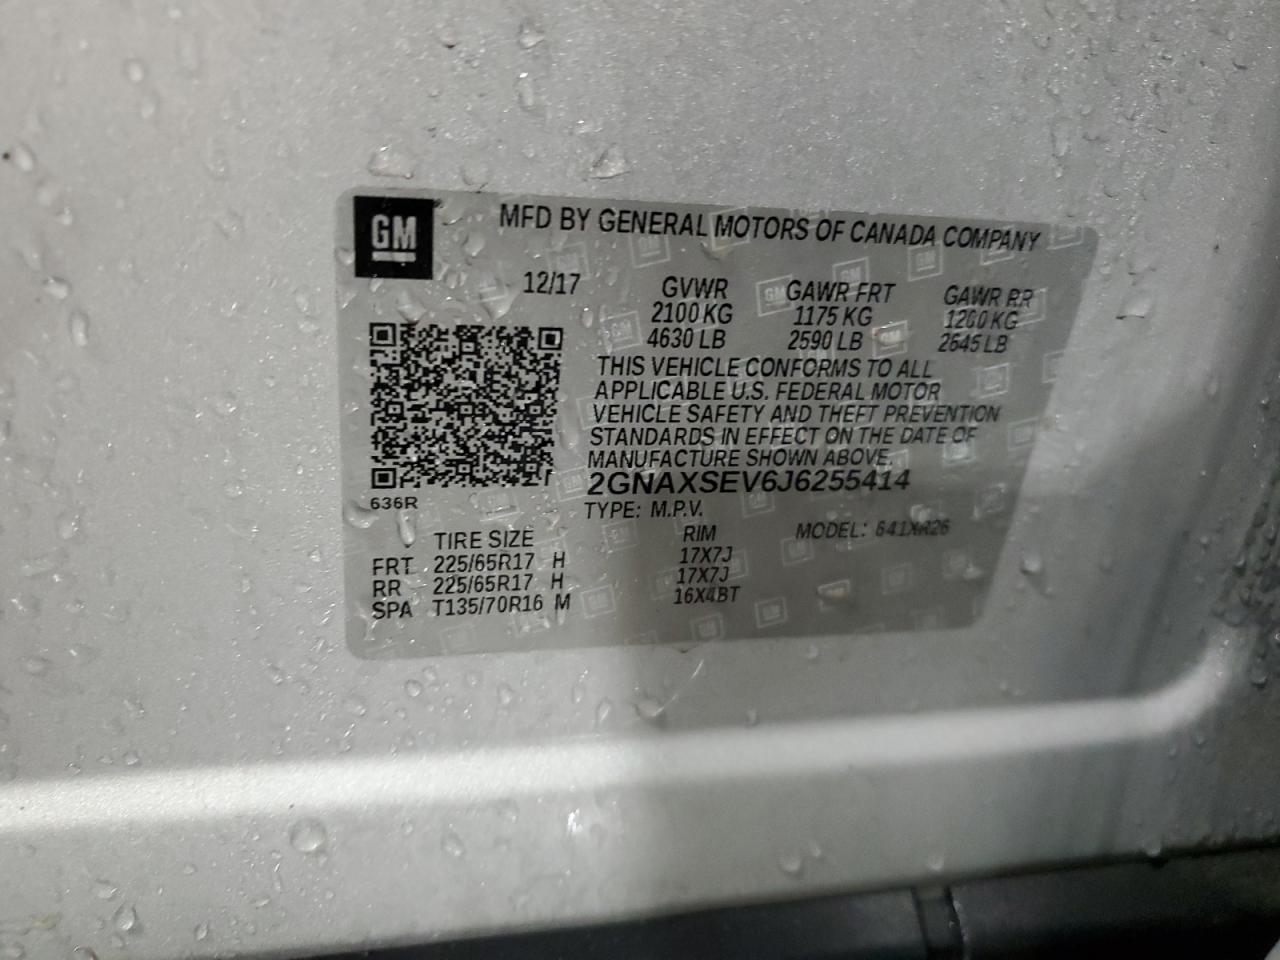 GM
MFD BY GENERAL MOTORS OF CANADA COMPANY
12/17 GVWR GAWR FRT GAWR RR
2100 KG 1175 KG 1200 KG
4630 LB 2590 LB 2645 LB
THIS VEHICLE CONFORMS TO ALL
APPLICABLE U.S. FEDERAL MOTOR
VEHICLE SAFETY AND THEFT PREVENTION
STANDARDS IN EFFECT ON THE DATE OF
MANUFACTURE SHOWN ABOVE.
2GNAXSEV6J6255414
636R
TYPE: M.P.V.
TIRE SIZE RIM MODEL:
FRT 225/65R17 H 17X7J
RR 225/65R17 H 17X7J
SPA T135/70R16 M 16X4BT